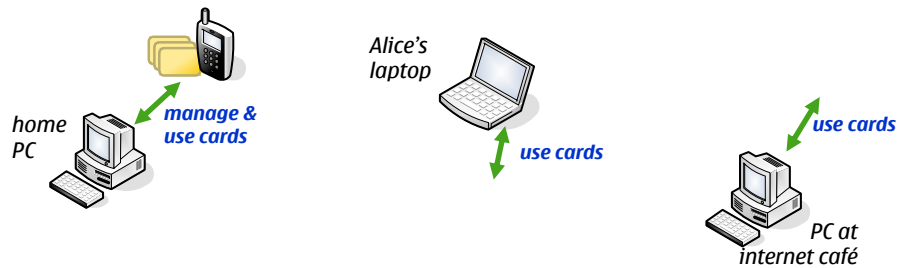 home
PC
manage &
use cards
Alice's
laptop
use cards
use cards
PC at
internet café